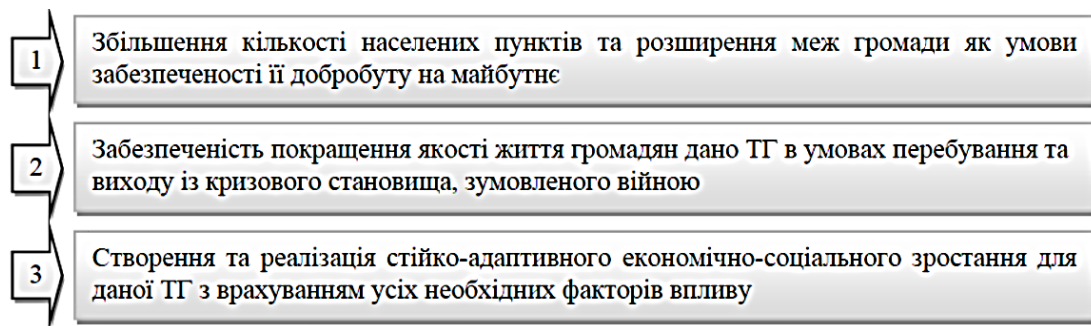 1
Збільшення кількості населених пунктів та розширення меж громади як умови
забезпеченості її добробуту на майбутнє
2
Забезпеченість покращення якості життя громадян дано ТГ в умовах перебування та
виходу із кризового становища, зумовленого війною
3
Створення та реалізація стійко-адаптивного економічно-соціального зростання для
даної ТГ з врахуванням усіх необхідних факторів впливу